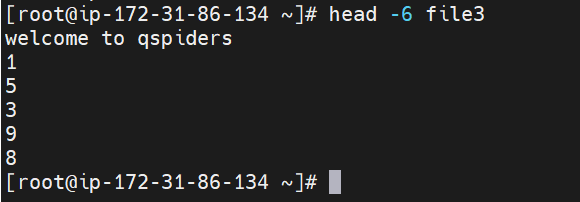 [root@ip-172-31-86-134 ~]# head -6 file3
welcome to qspiders
1
5
3
9
8
[root@ip-172-31-86-134 ~]#